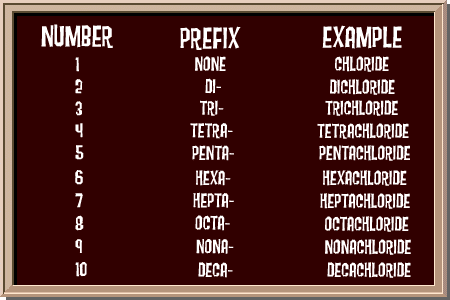 NUMBER PREFIX EXAMPLE
1 NONE CHLORIDE
2 DI- DICHLORIDE
3 TRI- TRICHLORIDE
4 TETRA- TETRACHLORIDE
5 PENTA- PENTACHLORIDE
6 HEXA- HEXACHLORIDE
7 HEPTA- HEPTACHLORIDE
8 OCTA- OCTACHLORIDE
9 NONA- NONACHLORIDE
10 DECA- DECACHLORIDE